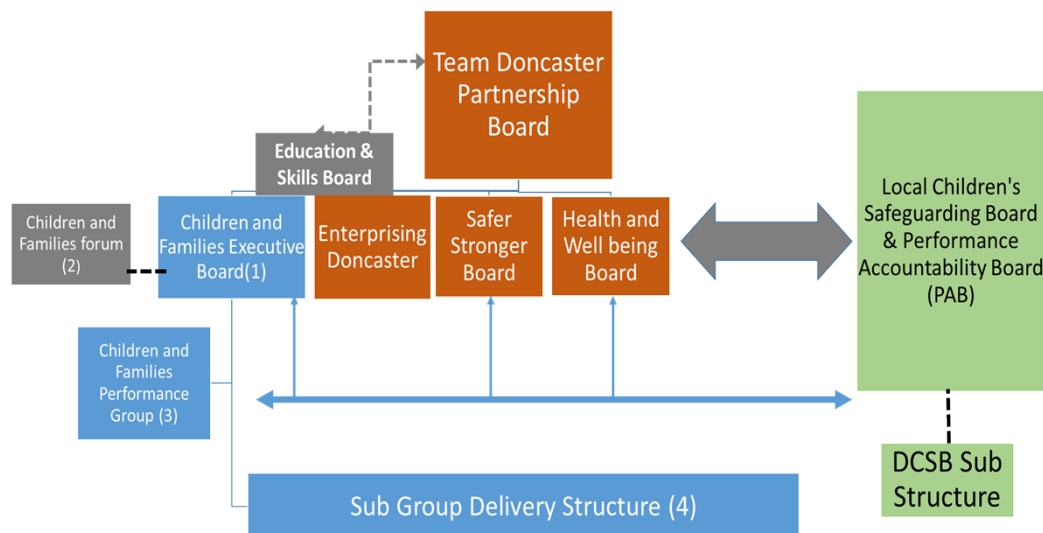 Team Doncaster
Partnership
Board
Education &
Skills Board
Children and
Families forum
(2)
Children and
Families Executive
Board(1)
Enterprising
Doncaster
Safer
Stronger
Board
Health and
Well being
Board
Local Children's
Safeguarding Board
& Performance
Accountability Board
(PAB)
Children and
Families
Performance
Group (3)
DCSB Sub
Structure
Sub Group Delivery Structure (4)